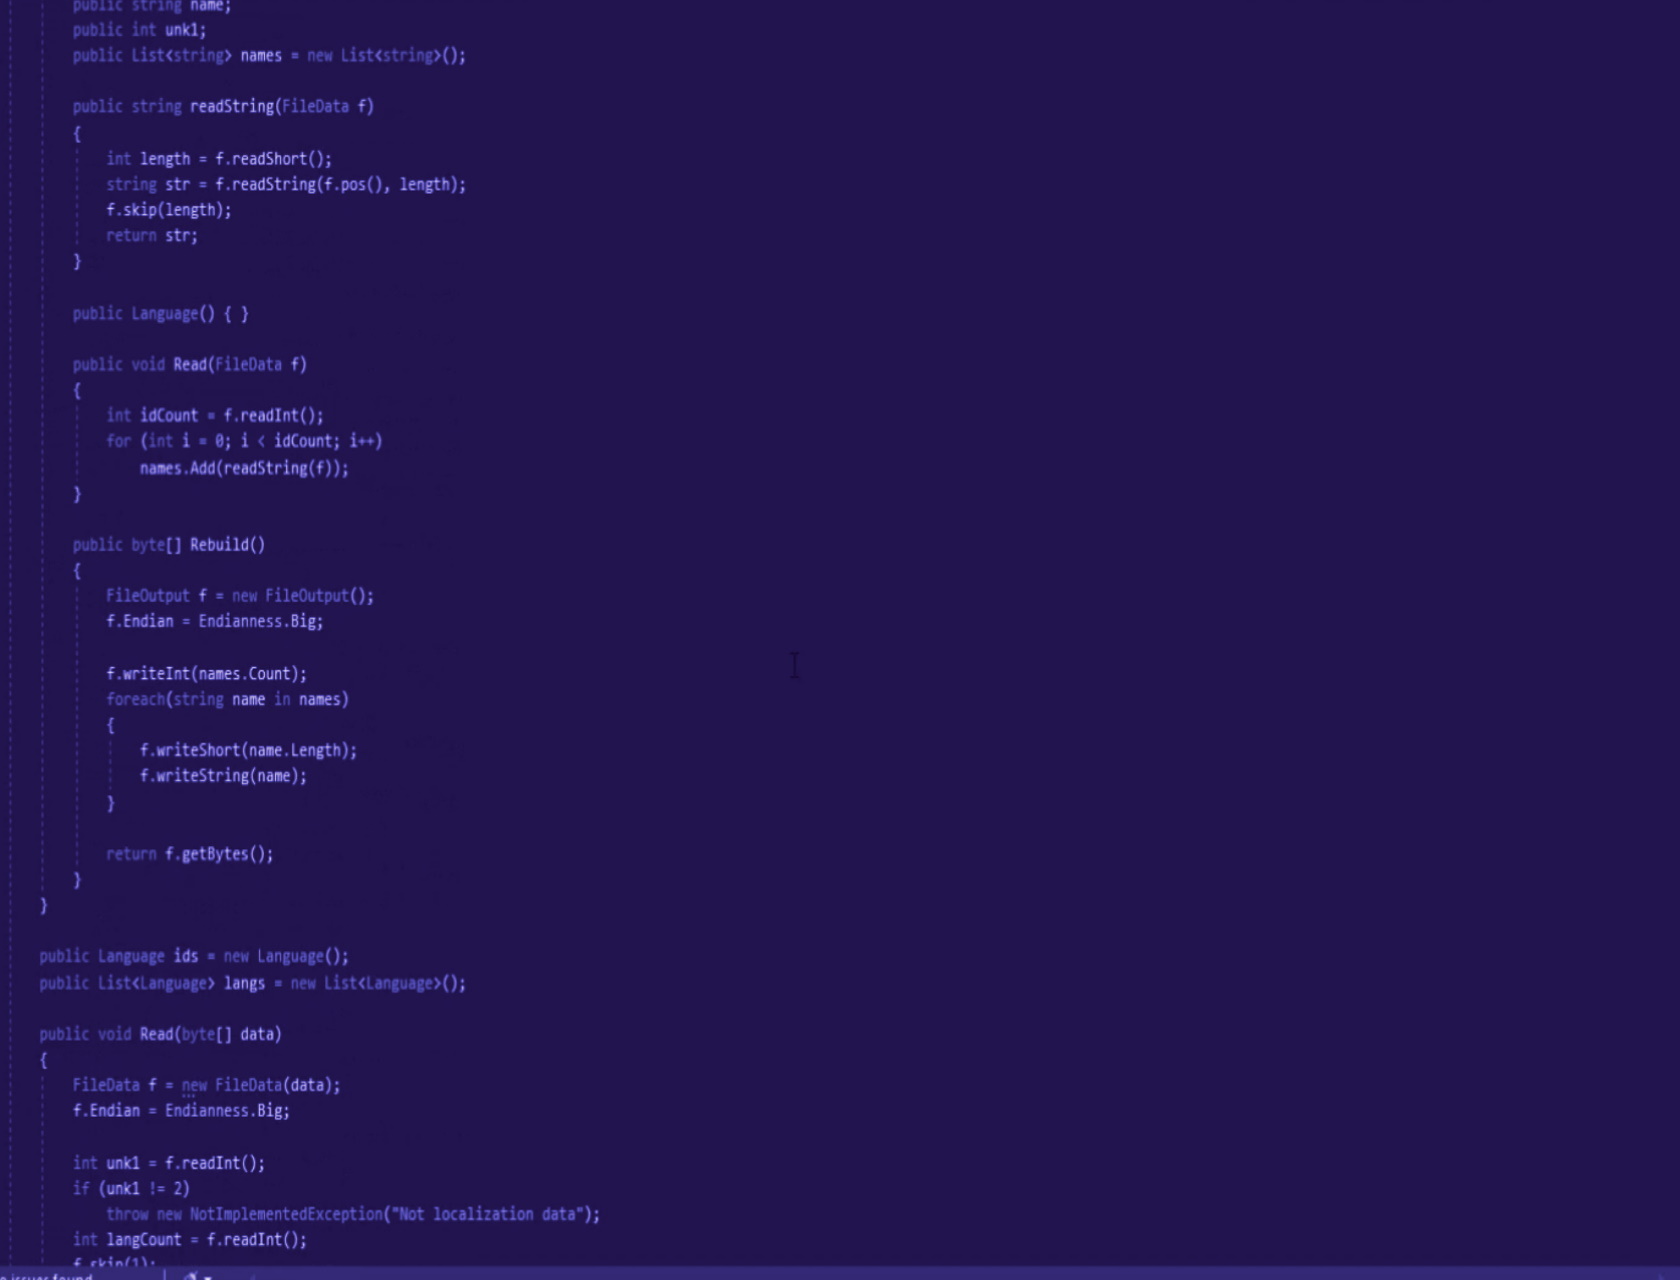 public string name;
public int unk1;
public List<string> names = new List<string>();
public string readString(FileData f)
{
int length = f.readShort();
string str = f.readString(f.pos(), length);
f.skip(length);
return str;
}
public Language() { }
public void Read(FileData f)
{
int idCount = f.readInt();
for (int i = 0; i < idCount; i++)
names.Add(readString(f));
}
public byte[] Rebuild()
{
FileOutput f = new FileOutput();
f.Endian = Endianness.Big;
f.writeInt(names.Count);
foreach(string name in names)
{
f.writeShort(name.Length);
f.writeString(name);
}
return f.getBytes();
}
}
public Language ids = new Language();
public List<Language> langs = new List<Language>();
public void Read(byte[] data)
{
FileData f = new FileData(data);
f.Endian = Endianness.Big;
int unk1 = f.readInt();
if (unk1 != 2)
throw new NotImplementedException("Not localization data");
int langCount = f.readInt();
f.skip(1);
issues found